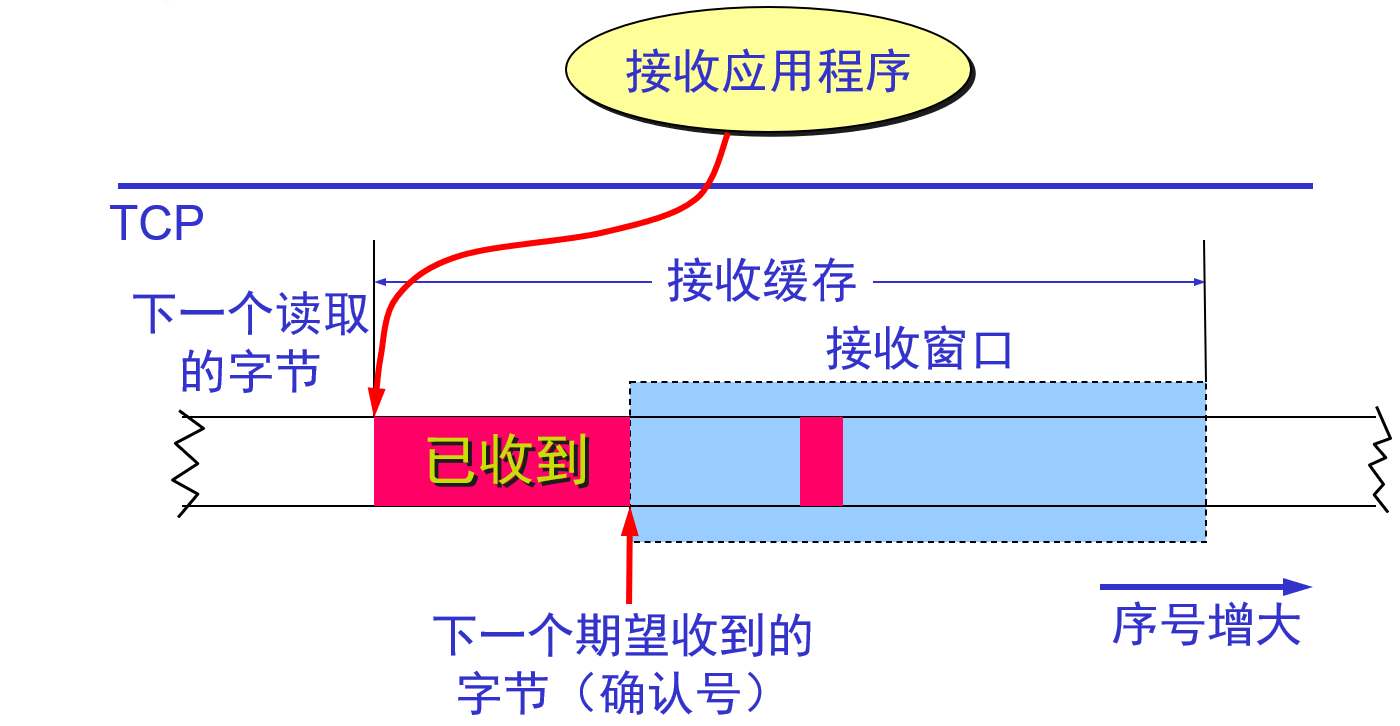 接收应用程序
TCP
接收缓存
下一个读取
的字节
接收窗口
已收到
下一个期望收到的
字节（确认号）
序号增大